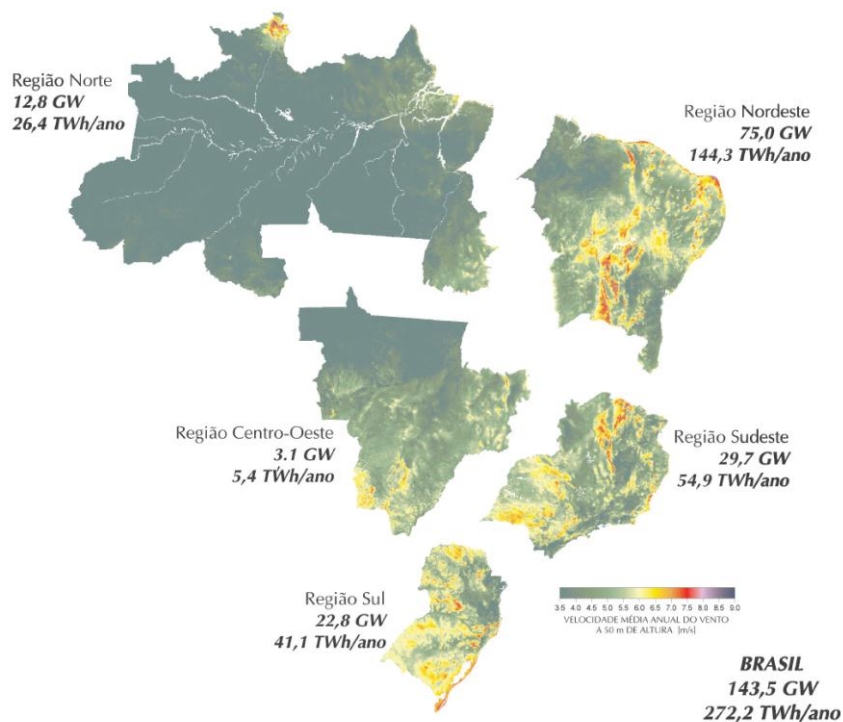 Região Norte
12,8 GW
26,4 TWh/ano
Região Nordeste
75,0 GW
144,3 TWh/ano
Região Centro-Oeste
3.1 GW
5,4 TWh/ano
Região Sudeste
29,7 GW
54,9 TWh/ano
Região Sul
22,8 GW
41,1 TWh/ano
3.5 4.0 4.5 5.0 5.5 6.0 6.5 7.0 7.5 8.0 8.5 9.0
VELOCIDADE MÉDIA ANUAL DO VENTO
A 50 m DE ALTURA [m/s]
BRASIL
143,5 GW
272,2 TWh/ano